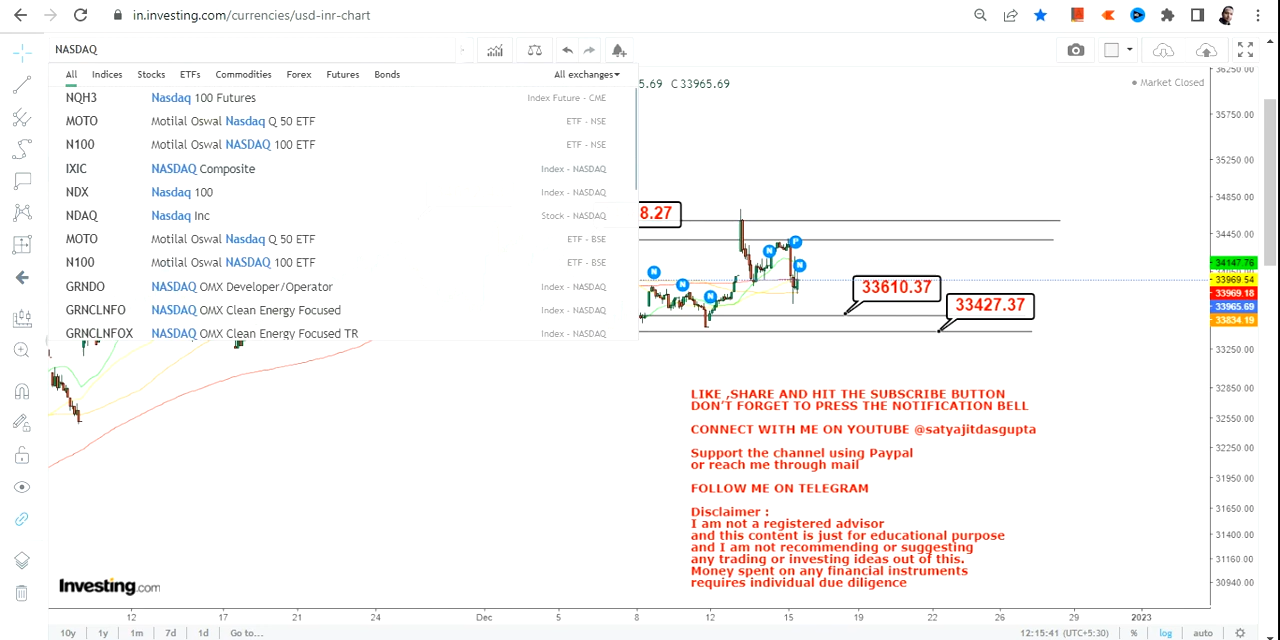 in.investing.com/currencies/usd-inr-chart
NASDAQ
All Indices Stocks ETFs Commodities Forex Futures Bonds All exchanges
5.69 C33965.69
Market Closed
NQH3 Nasdaq 100 Futures Index Future - CME
MOTO Motilal Oswal Nasdaq Q 50 ETF ETF - NSE
N100 Motilal Oswal NASDAQ 100 ETF ETF - NSE
IXIC NASDAQ Composite Index - NASDAQ
NDX Nasdaq 100 Index - NASDAQ
NDAQ Nasdaq Inc Stock - NASDAQ
MOTO Motilal Oswal Nasdaq Q 50 ETF ETF - BSE
N100 Motilal Oswal NASDAQ 100 ETF ETF - BSE
GRNDO NASDAQ OMX Developer/Operator Index - NASDAQ
GRNCLNFO NASDAQ OMX Clean Energy Focused Index - NASDAQ
GRNCLNFOX NASDAQ OMX Clean Energy Focused TR Index - NASDAQ
8.27
N N N N P N
33610.37
33427.37
36250.00
35750.00
35250.00
34850.00
34450.00
34147.76
33969.54
33969.18
33965.69
33834.19
33250.00
32850.00
32550.00
32250.00
31950.00
31650.00
31400.00
31160.00
30940.00
LIKE ,SHARE AND HIT THE SUBSCRIBE BUTTON
DON'T FORGET TO PRESS THE NOTIFICATION BELL
CONNECT WITH ME ON YOUTUBE @satyajitdasgupta
Support the channel using Paypal
or reach me through mail
FOLLOW ME ON TELEGRAM
Disclaimer :
I am not a registered advisor
and this content is just for educational purpose
and I am not recommending or suggesting
any trading or investing ideas out of this.
Money spent on any financial instruments
requires individual due diligence
Investing.com
12 17 21 24 Dec 5 8 12 15 19 22 26 29 2023
10y 1y 1m 7d 1d Go to... 12:15:41 (UTC+5:30) % log auto